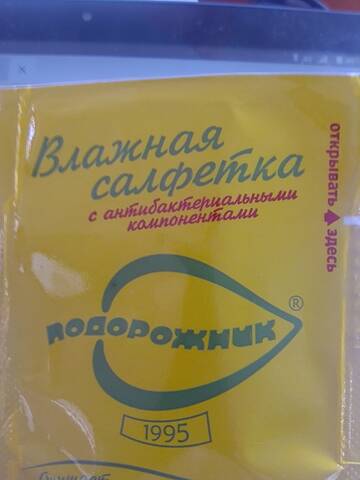 Влажная
салфетка
с антибактериальными
компонентами
открывать здесь
ПОДОРОЖНИК
®
1995